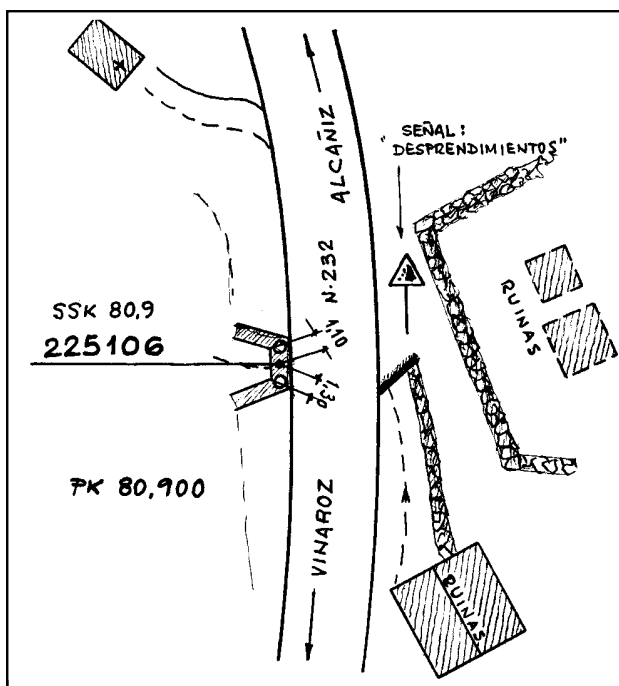 "SEÑAL:
DESPRENDIMIENTOS"
ALCAÑIZ
N-232
RUINAS
SSK 80,9
225106
1,10
1,30
PK 80,900
VINAROZ
RUINAS